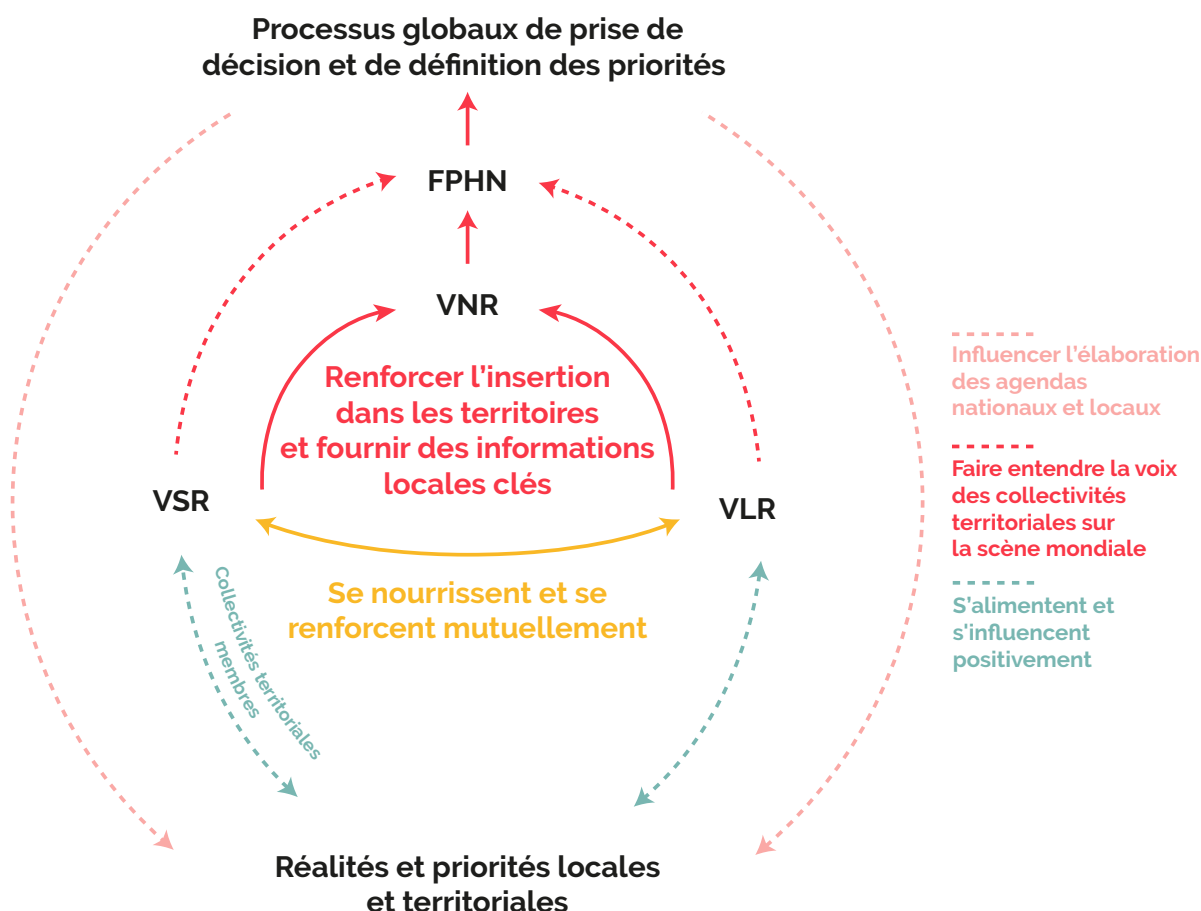 Processus globaux de prise de
décision et de définition des priorités
FPHN
VNR
Renforcer l'insertion
dans les territoires
et fournir des informations
locales clés
VSR
VLR
Se nourrissent et se
renforcent mutuellement
Collectivités territoriales
membres
Réalités et priorités locales
et territoriales
Influencer l'élaboration
des agendas
nationaux et locaux
Faire entendre la voix
des collectivités
territoriales sur
la scène mondiale
S'alimentent et
s'influencent
positivement